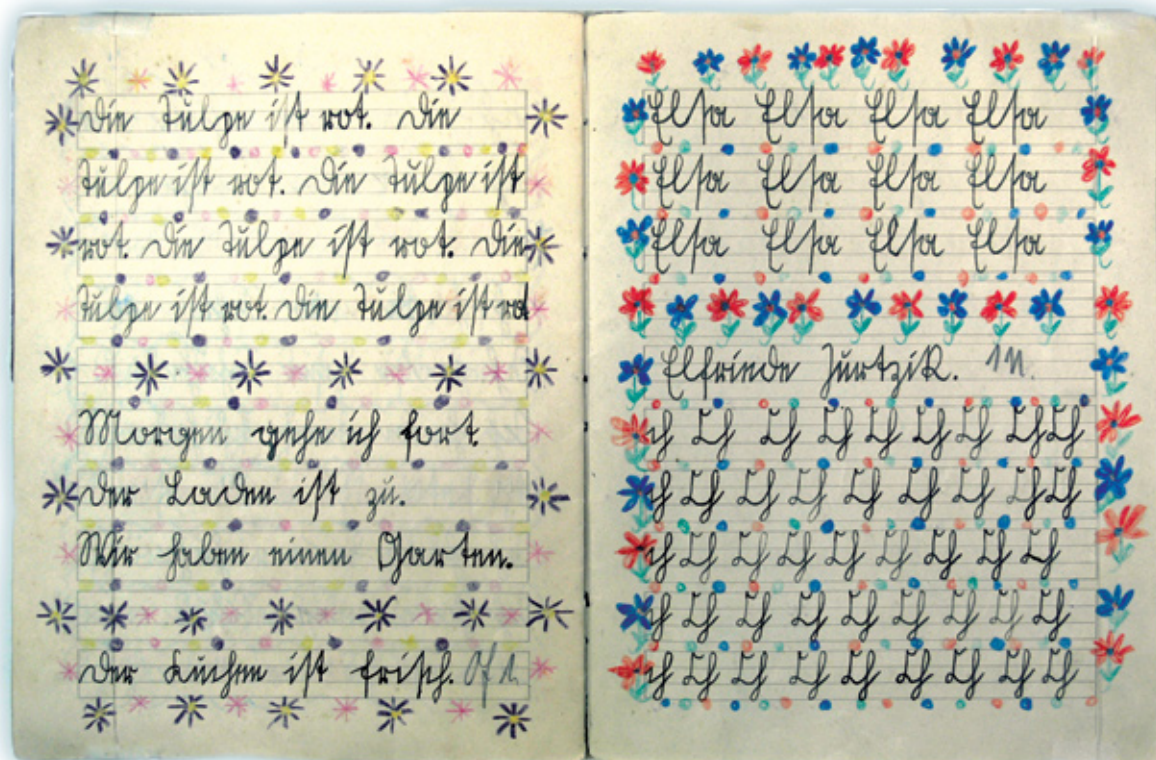 Die Tulpe ist rot. Die
Tulpe ist rot. Die Tulpe ist
rot. Die Tulpe ist rot. Die
Tulpe ist rot. Die Tulpe ist rot
Morgen gehe ich fort.
Der Laden ist zu.
Wir haben einen Garten.
Der Kuchen ist frisch.
Elsa Elsa Elsa Elsa
Elsa Elsa Elsa Elsa
Elsa Elsa Elsa Elsa
Elfriede
Ch Ch Ch Ch Ch Ch Ch Ch Ch
Ch Ch Ch Ch Ch Ch Ch Ch Ch
Ch Ch Ch Ch Ch Ch Ch Ch Ch
Ch Ch Ch Ch Ch Ch Ch Ch Ch
Ch Ch Ch Ch Ch Ch Ch Ch Ch